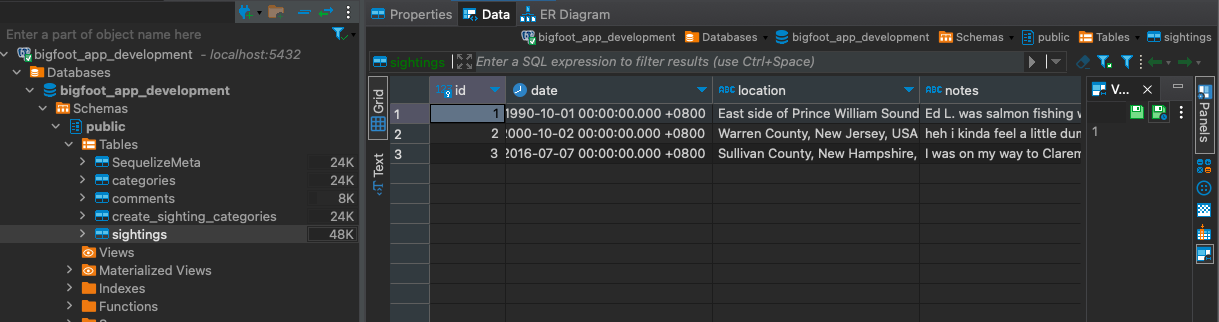 Enter a part of object name here
bigfoot_app_development - localhost:5432
Databases
bigfoot_app_development
Schemas
public
Tables
SequelizeMeta 24K
categories 24K
comments 8K
create_sighting_categories 24K
sightings 48K
Views
Materialized Views
Indexes
Functions
Properties Data ER Diagram
bigfoot_app_development Databases bigfoot_app_development Schemas public Tables sightings
sightings Enter a SQL expression to filter results (use Ctrl+Space)
Grid
Text
123 id date ABC location ABC notes
1 1 1990-10-01 00:00:00.000 +0800 East side of Prince William Sound Ed L. was salmon fishing w
2 2 2000-10-02 00:00:00.000 +0800 Warren County, New Jersey, USA heh i kinda feel a little dum
3 3 2016-07-07 00:00:00.000 +0800 Sullivan County, New Hampshire, I was on my way to Clarem
V...
1
Panels